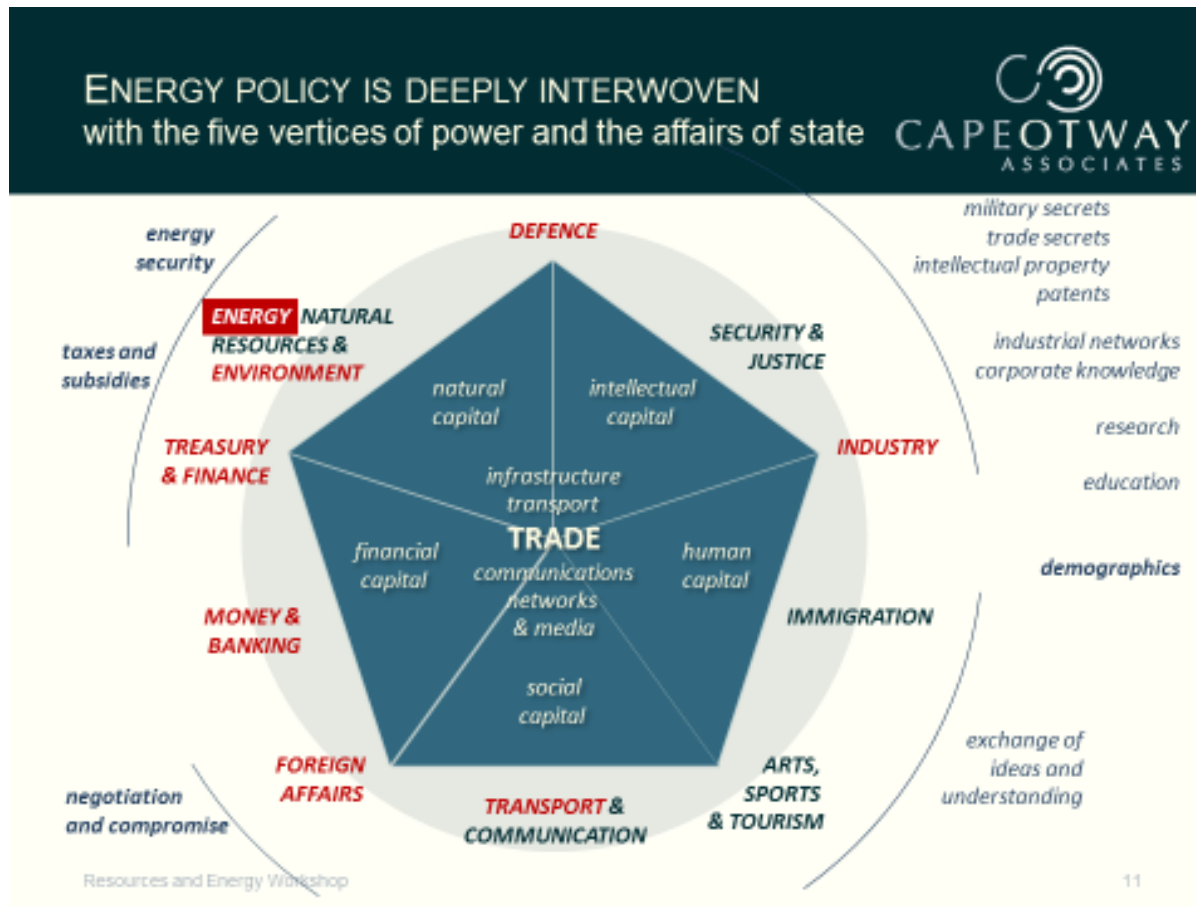 ENERGY POLICY IS DEEPLY INTERWOVEN
with the five vertices of power and the affairs of state
CAPEOTWAY
ASSOCIATES
energy
security
taxes and
subsidies
negotiation
and compromise
DEFENCE
ENERGY NATURAL
RESOURCES &
ENVIRONMENT
SECURITY &
JUSTICE
TREASURY
& FINANCE
INDUSTRY
MONEY &
BANKING
IMMIGRATION
FOREIGN
AFFAIRS
TRANSPORT &
COMMUNICATION
ARTS,
SPORTS
& TOURISM
natural
capital
intellectual
capital
infrastructure
transport
TRADE
communications
networks
& media
financial
capital
human
capital
social
capital
military secrets
trade secrets
intellectual property
patents
industrial networks
corporate knowledge
research
education
demographics
exchange of
ideas and
understanding
Resources and Energy Workshop
11